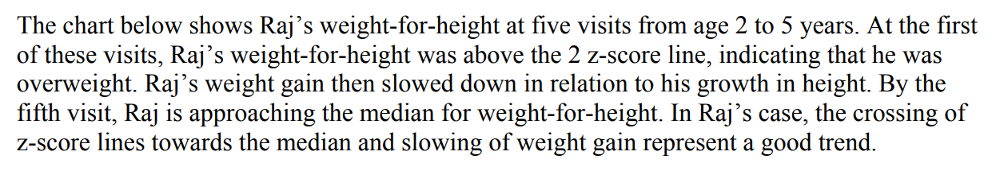 The chart below shows Raj’s weight-for-height at five visits from age 2 to 5 years. At the first
of these visits, Raj’s weight-for-height was above the 2 z-score line, indicating that he was
overweight. Raj’s weight gain then slowed down in relation to his growth in height. By the
fifth visit, Raj is approaching the median for weight-for-height. In Raj’s case, the crossing of
z-score lines towards the median and slowing of weight gain represent a good trend.